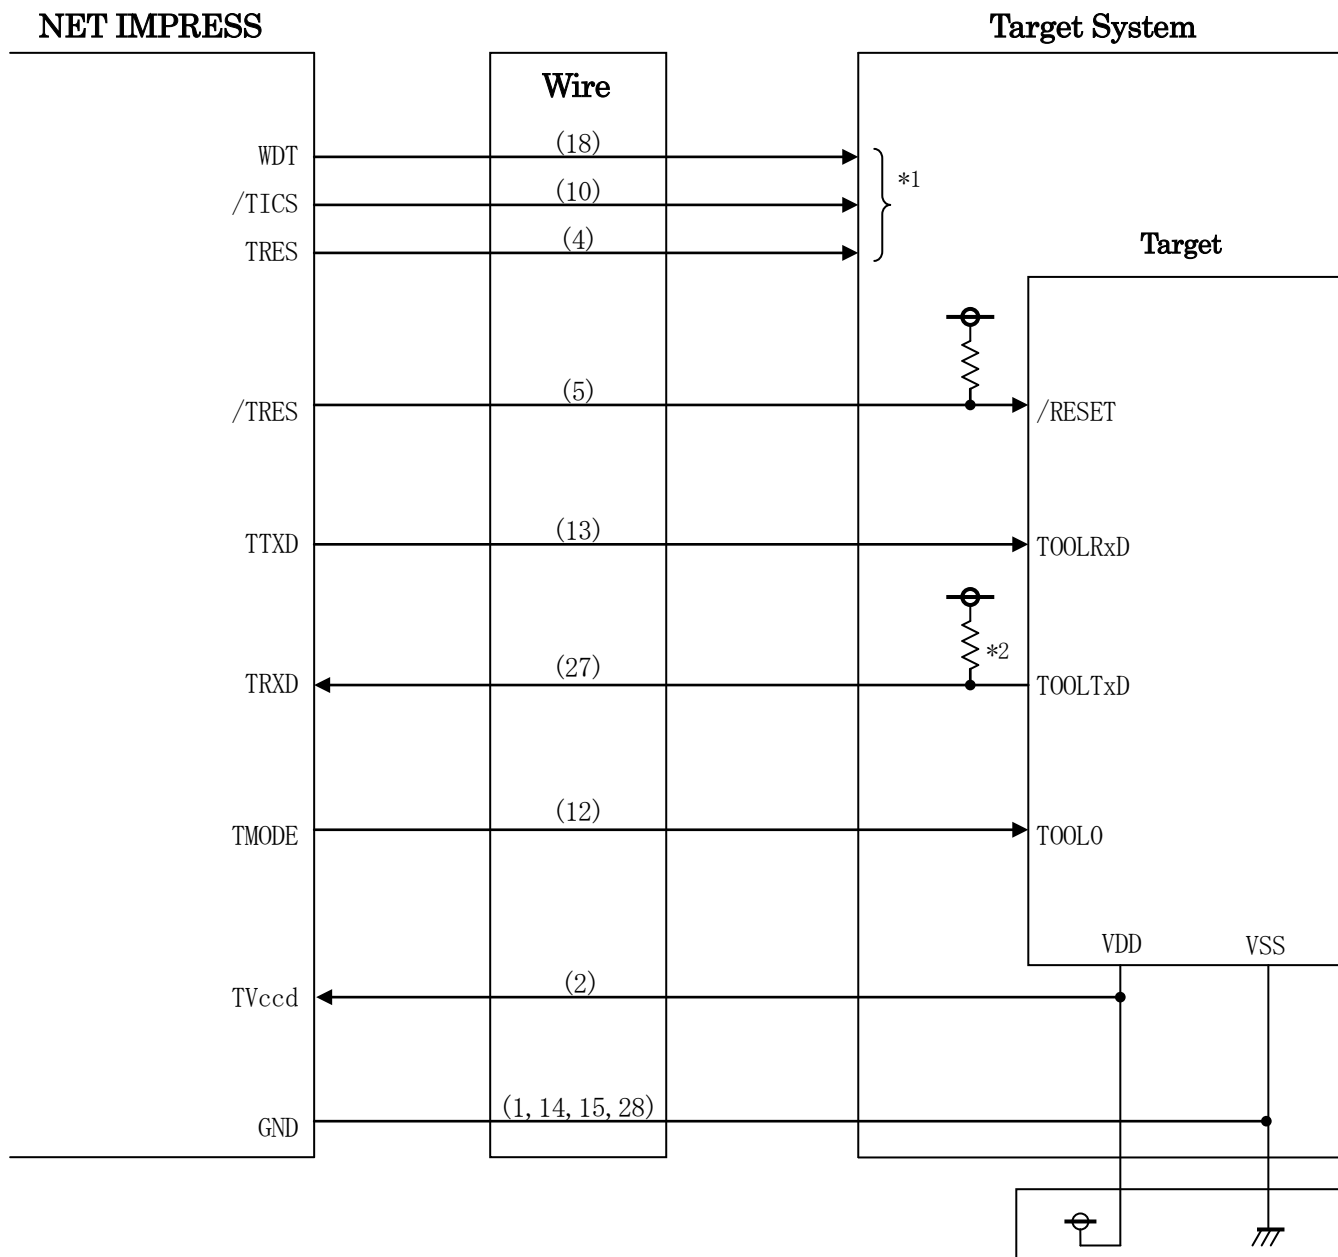 NET IMPRESS
Target System
Wire
WDT
(18)
*1
/TICS
(10)
TRES
(4)
Target
/TRES
(5)
/RESET
TTXD
(13)
TOOLRxD
TRXD
(27)
*2
TOOLTxD
TMODE
(12)
TOOL0
VDD
VSS
TVccd
(2)
GND
(1,14,15,28)